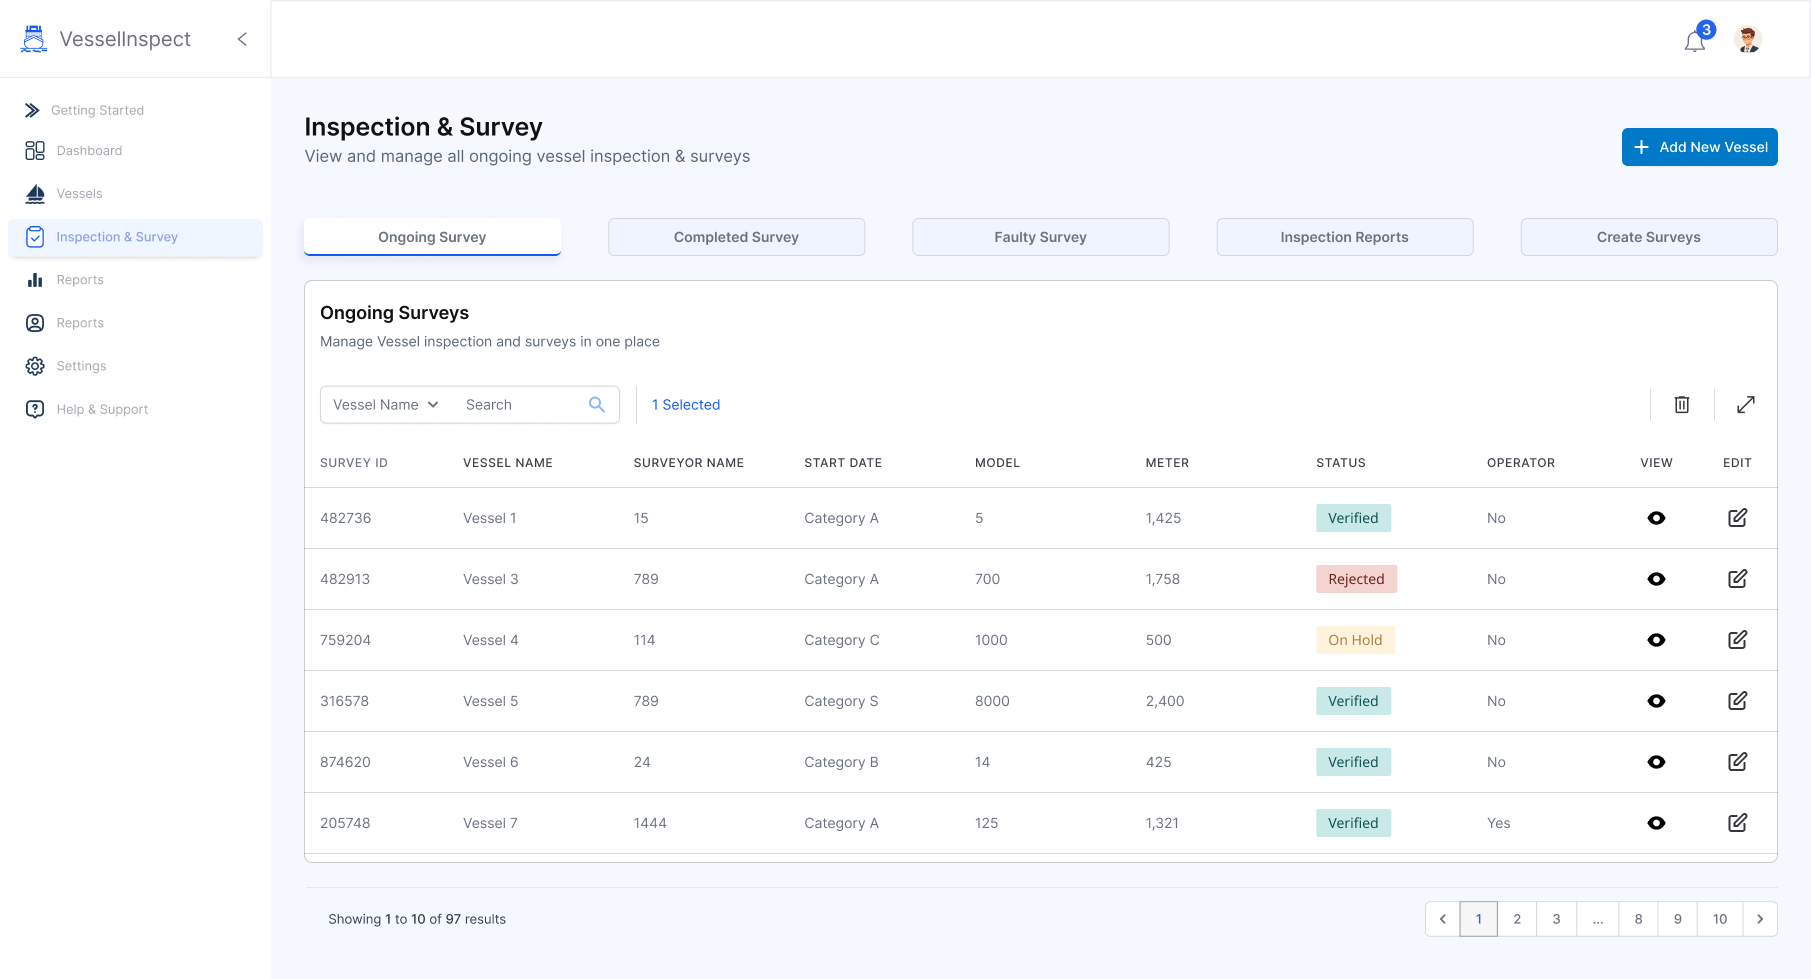 VesselInspect
3
Getting Started
Dashboard
Vessels
Inspection & Survey
Reports
Reports
Settings
Help & Support
Inspection & Survey
View and manage all ongoing vessel inspection & surveys
Add New Vessel
Ongoing Survey
Completed Survey
Faulty Survey
Inspection Reports
Create Surveys
Ongoing Surveys
Manage Vessel inspection and surveys in one place
Vessel Name Search 1 Selected
SURVEY ID VESSEL NAME SURVEYOR NAME START DATE MODEL METER STATUS OPERATOR VIEW EDIT
482736 Vessel 1 15 Category A 5 1,425 Verified No
482913 Vessel 3 789 Category A 700 1,758 Rejected No
759204 Vessel 4 114 Category C 1000 500 On Hold No
316578 Vessel 5 789 Category S 8000 2,400 Verified No
874620 Vessel 6 24 Category B 14 425 Verified No
205748 Vessel 7 1444 Category A 125 1,321 Verified Yes
Showing 1 to 10 of 97 results
1 2 3 ... 8 9 10